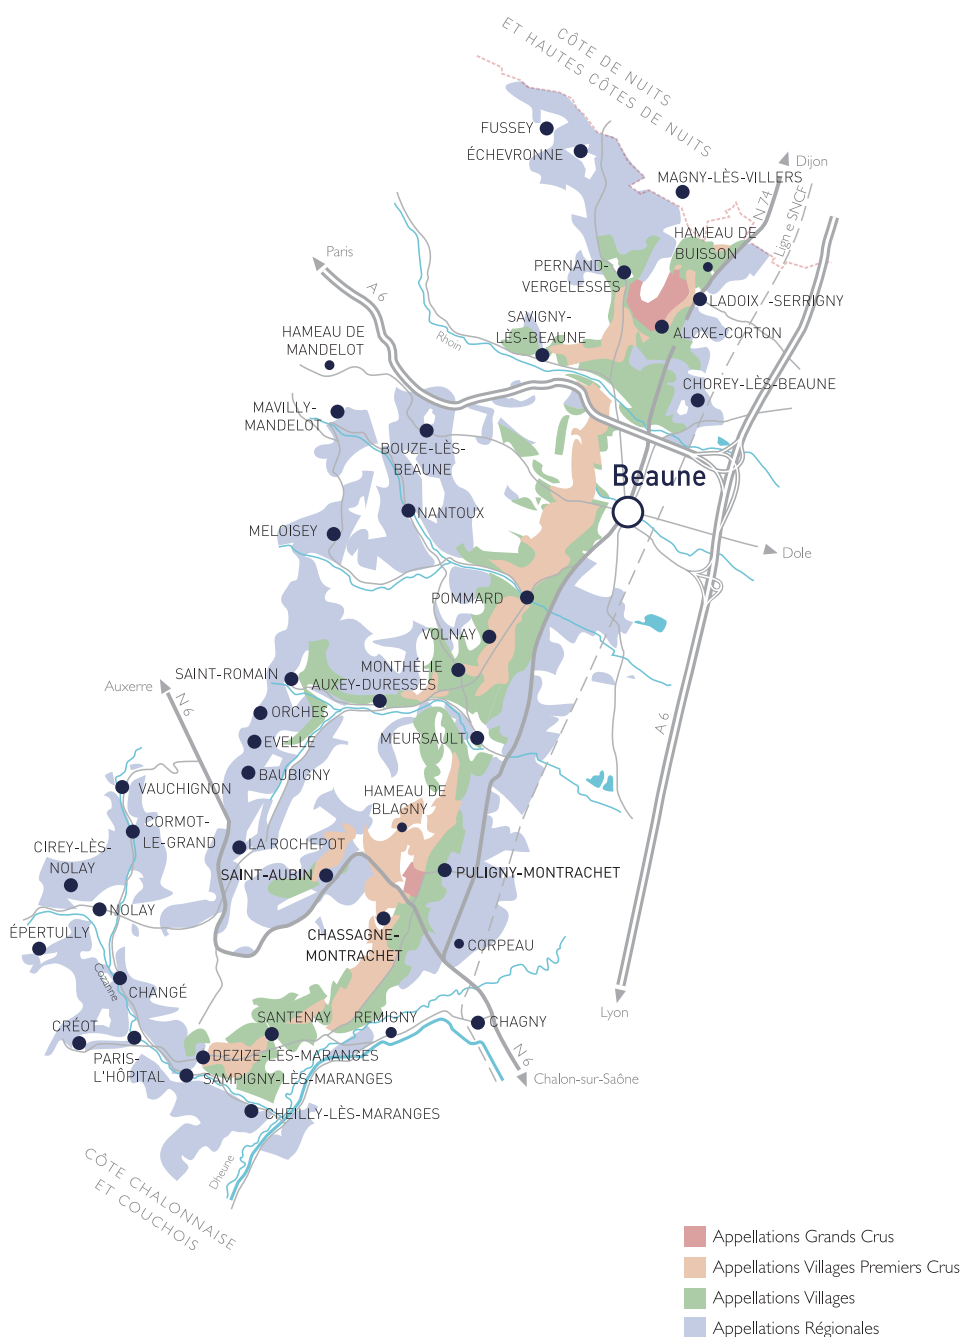 CÔTE DE NUITS
ET HAUTES CÔTES DE NUITS
FUSSEY
ÉCHEVRONNE
Dijon
MAGNY-LÈS-VILLERS
N 74
Lign e SNCF
HAMEAU DE
BUISSON
Paris
PERNAND-
VERGELESSES
A 6
LADOIX -SERRIGNY
SAVIGNY-
LÈS-BEAUNE
ALOXE-CORTON
Rhoin
HAMEAU DE
MANDELOT
CHOREY-LÈS-BEAUNE
MAVILLY-
MANDELOT
BOUZE-LÈS-
BEAUNE
Beaune
NANTOUX
MELOISEY
Dole
POMMARD
VOLNAY
MONTHÉLIE
SAINT-ROMAIN
AUXEY-DURESSES
Auxerre
N 6
ORCHES
A 6
EVELLE
MEURSAULT
BAUBIGNY
VAUCHIGNON
HAMEAU DE
BLAGNY
CORMOT-
LE-GRAND
LA ROCHEPOT
CIREY-LÈS-
NOLAY
SAINT-AUBIN
PULIGNY-MONTRACHET
NOLAY
ÉPERTULLY
CHASSAGNE-
MONTRACHET
CORPEAU
Cozanne
CHANGÉ
Lyon
CRÉOT
SANTENAY
REMIGNY
CHAGNY
N 6
PARIS-
L'HÔPITAL
DEZIZE-LÈS-MARANGES
SAMPIGNY-LÈS-MARANGES
Chalon-sur-Saône
CHEILLY-LÈS-MARANGES
Dheune
CÔTE CHALONNAISE
ET COUCHOIS
Appellations Grands Crus
Appellations Villages Premiers Crus
Appellations Villages
Appellations Régionales